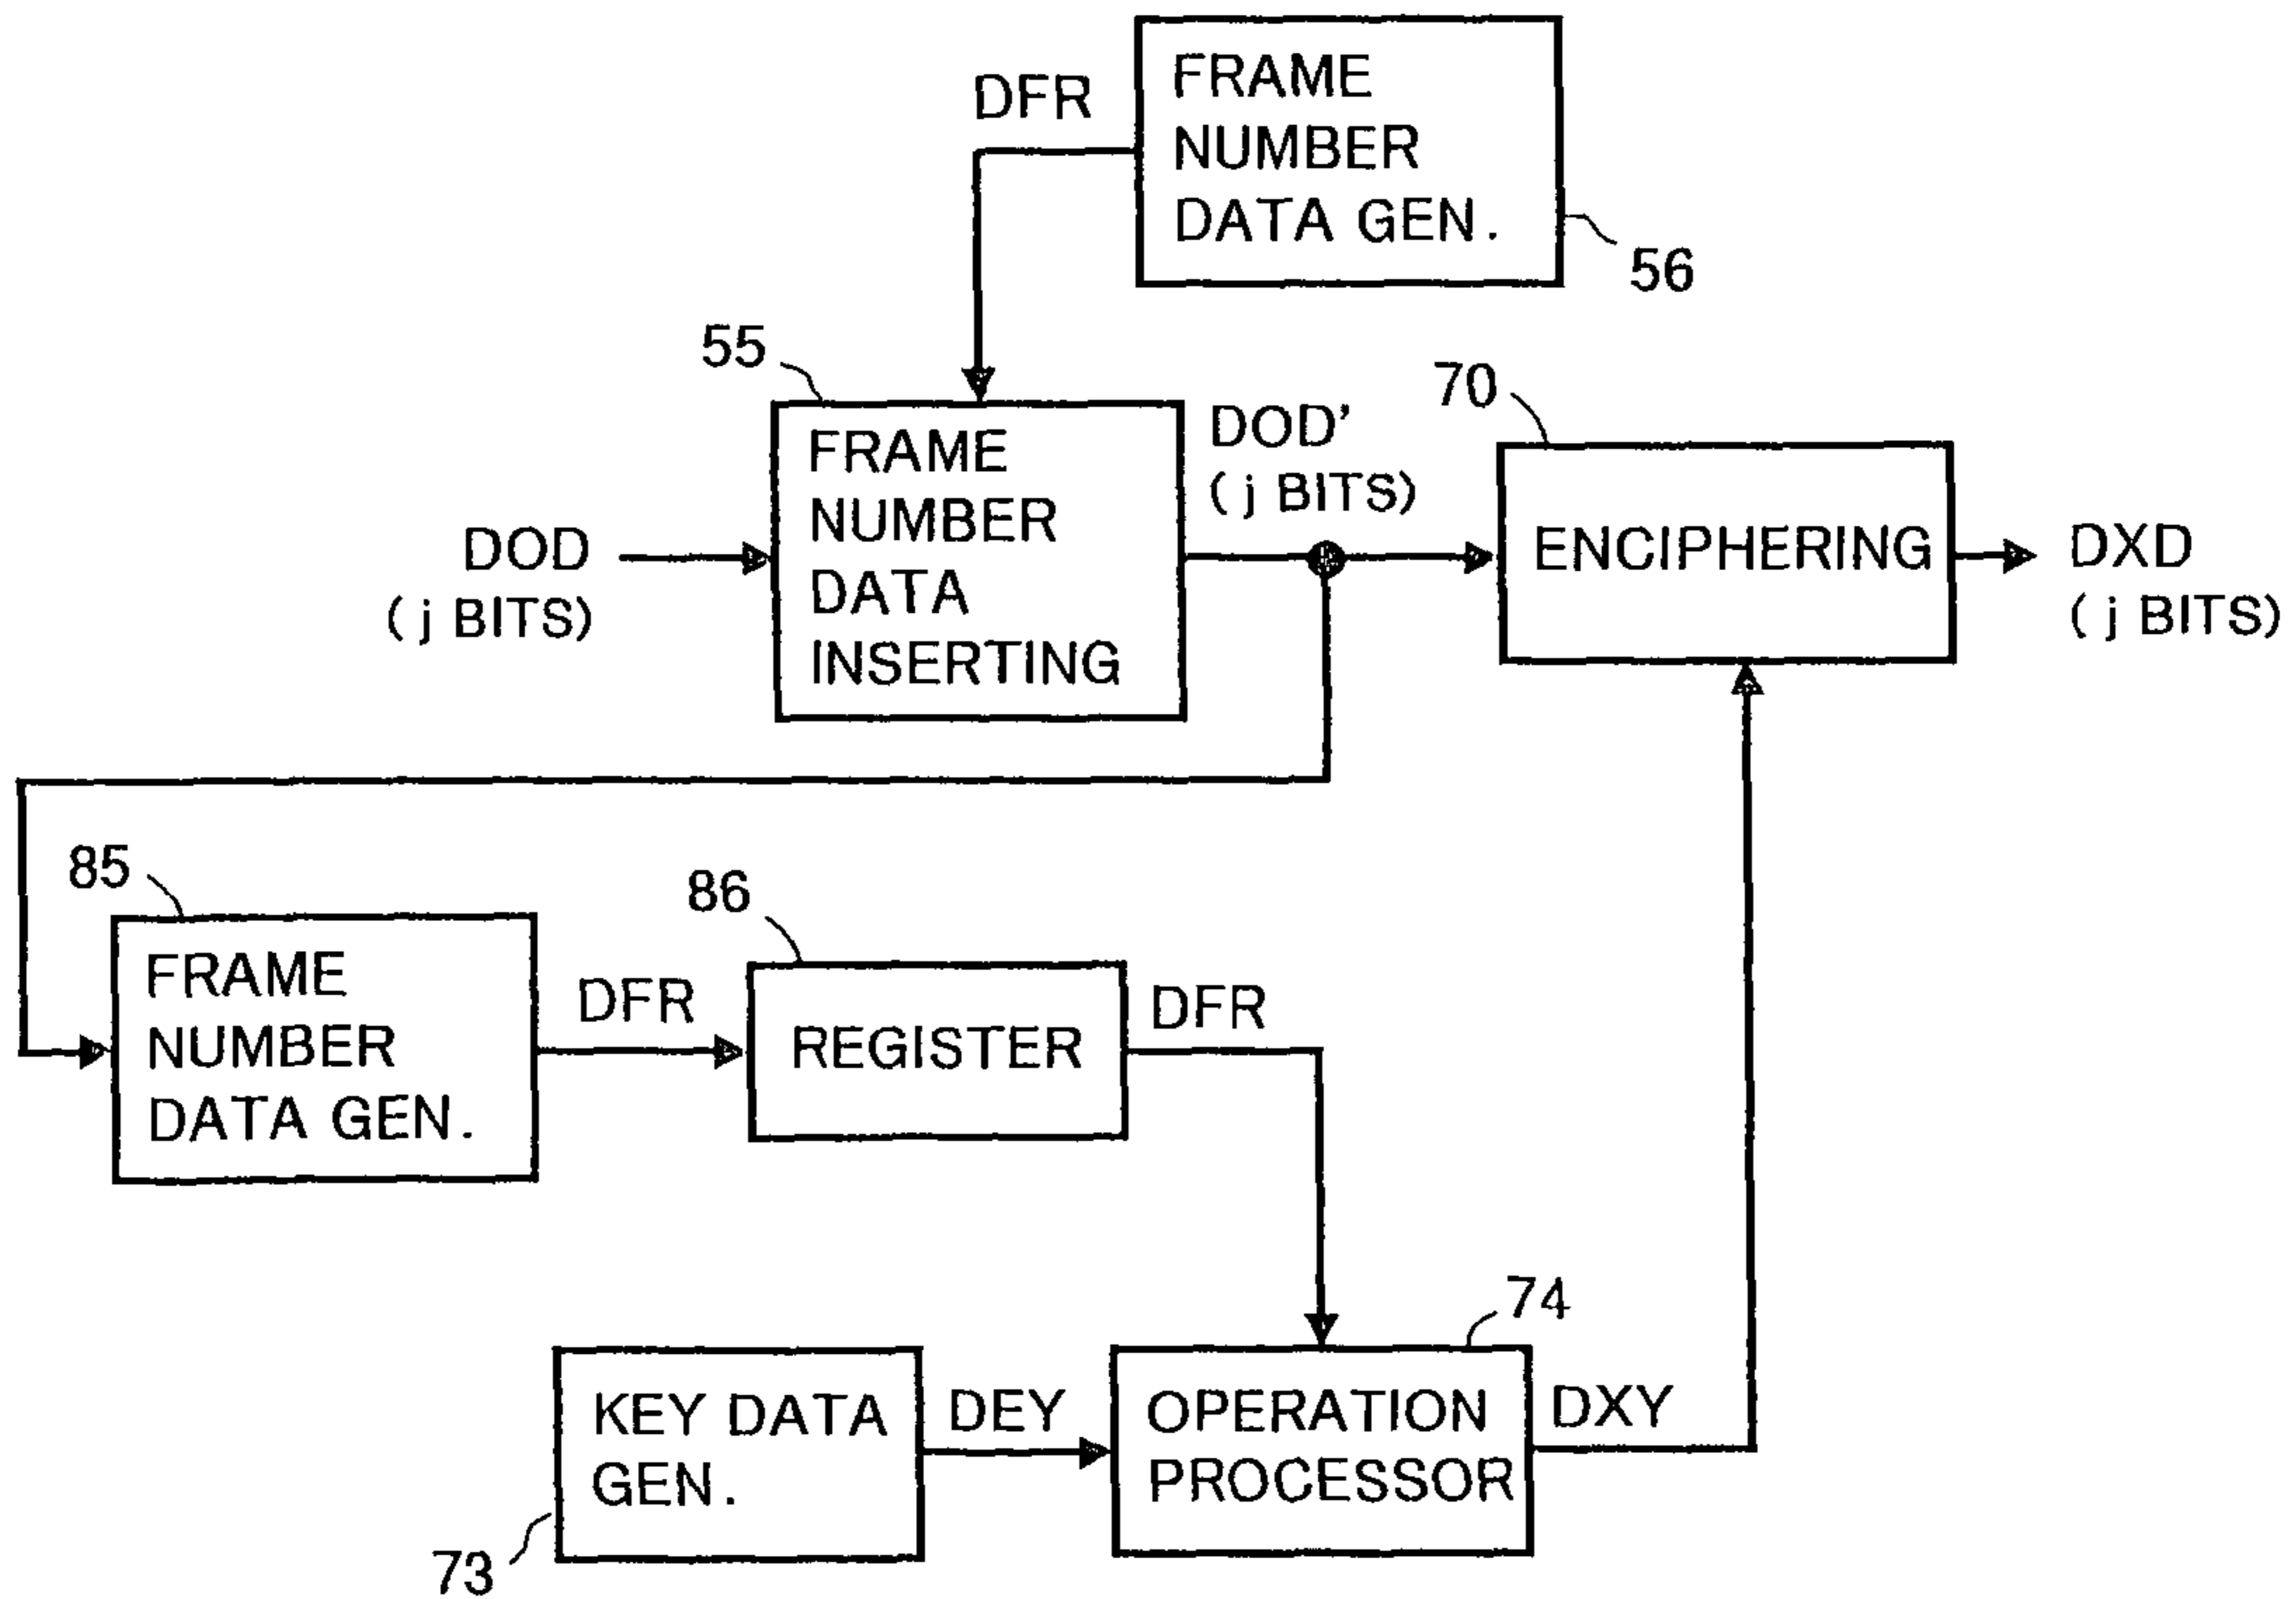 DFR
FRAME
NUMBER
DATA GEN.
56
55
FRAME
NUMBER
DATA
INSERTING
DOD
( j BITS)
DOD’
( j BITS)
70
ENCIPHERING
DXD
( j BITS)
85
FRAME
NUMBER
DATA GEN.
DFR
86
REGISTER
DFR
73
KEY DATA
GEN.
DEY
74
OPERATION
PROCESSOR
DXY